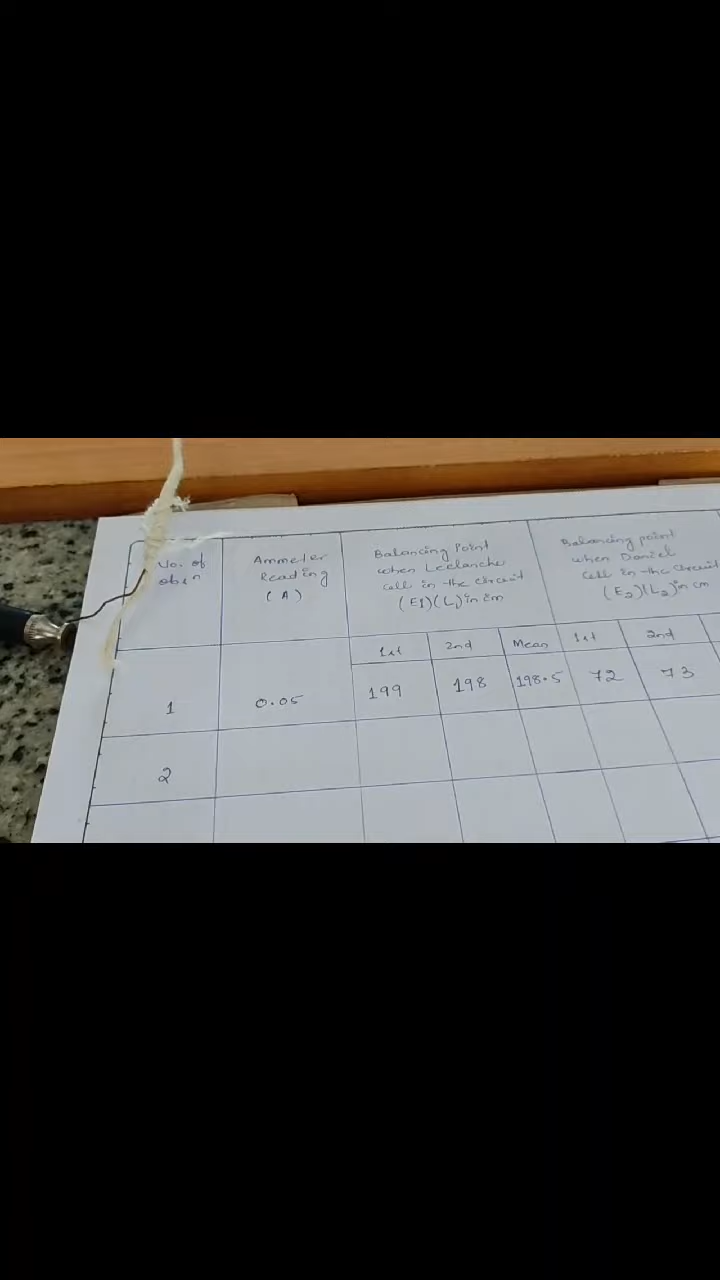 No. of
obsn
Ammeter
Reading
(A)
Balancing Point
when Leclanche
cell in the circuit
(E1)(L1) in cm
Balancing point
when Daniel
cell in the circuit
(E2)(L2) in cm
1st 2nd Mean 1st 2nd
1 0.05 199 198 198.5 72 73
2